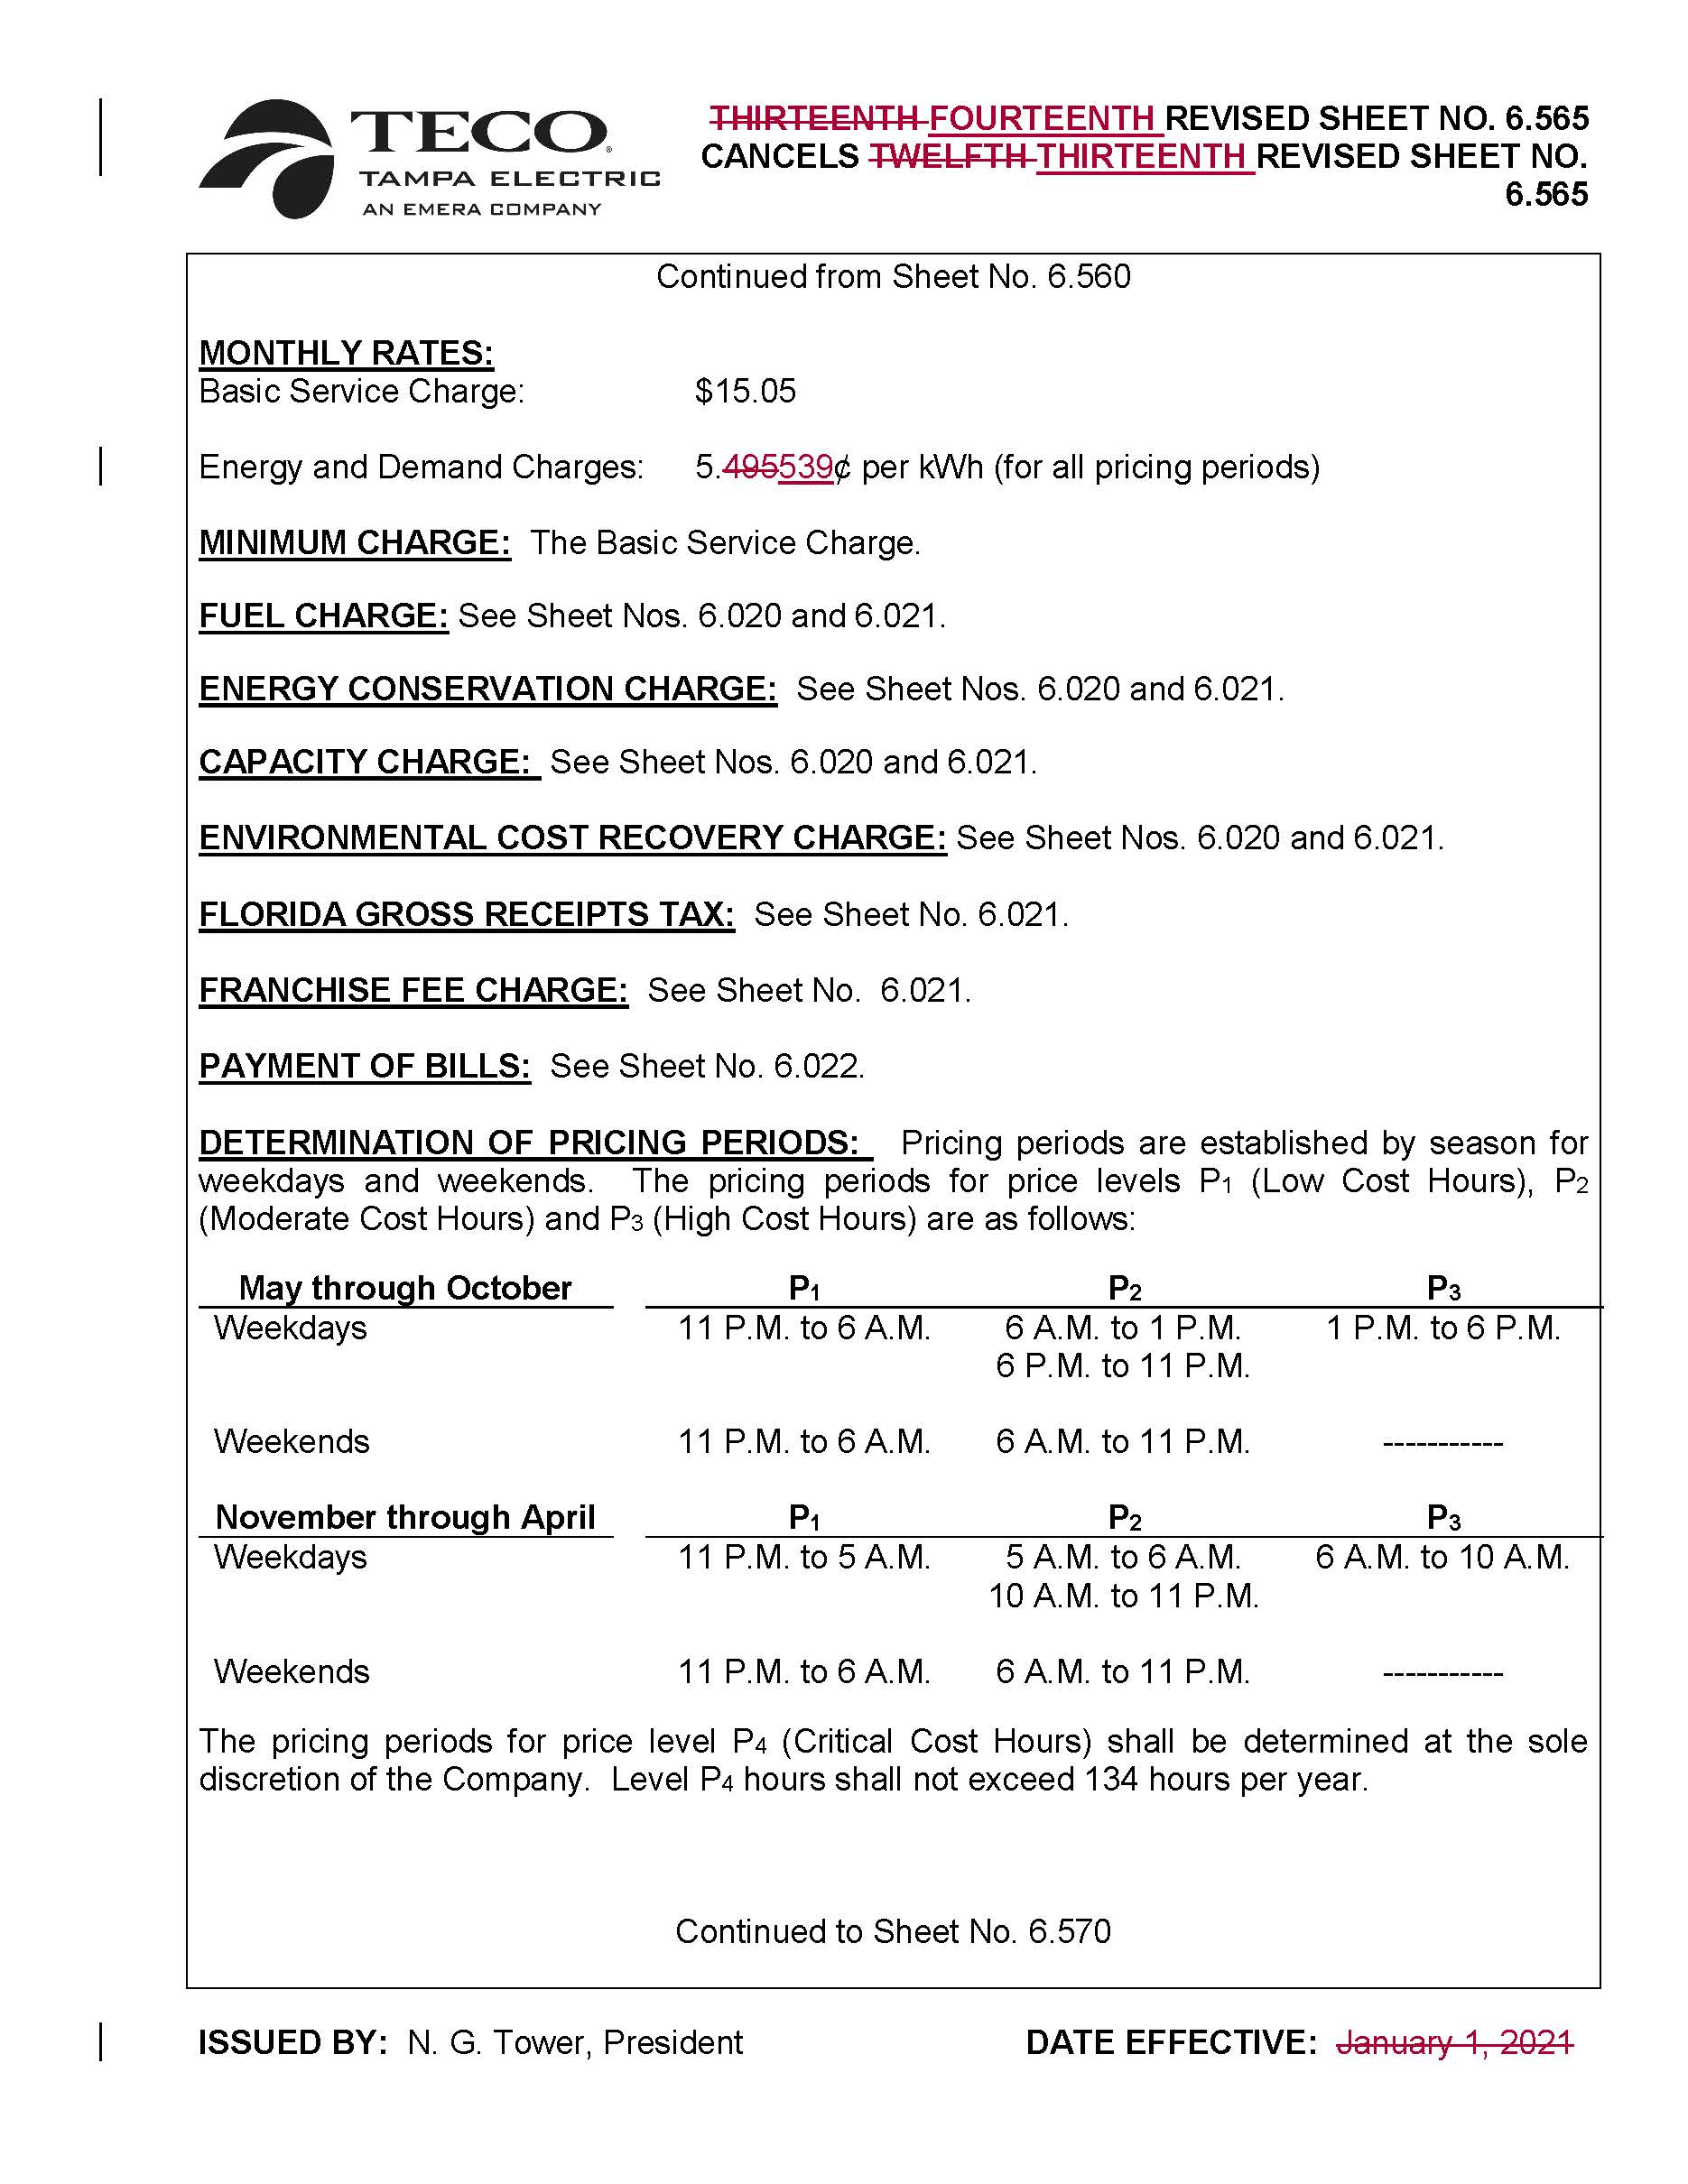 TECO®
TAMPA ELECTRIC
AN EMERA COMPANY
THIRTEENTH FOURTEENTH REVISED SHEET NO. 6.565
CANCELS TWELFTH THIRTEENTH REVISED SHEET NO.
6.565
Continued from Sheet No. 6.560
MONTHLY RATES:
Basic Service Charge: $15.05
Energy and Demand Charges: 5.495539¢ per kWh (for all pricing periods)
MINIMUM CHARGE: The Basic Service Charge.
FUEL CHARGE: See Sheet Nos. 6.020 and 6.021.
ENERGY CONSERVATION CHARGE: See Sheet Nos. 6.020 and 6.021.
CAPACITY CHARGE: See Sheet Nos. 6.020 and 6.021.
ENVIRONMENTAL COST RECOVERY CHARGE: See Sheet Nos. 6.020 and 6.021.
FLORIDA GROSS RECEIPTS TAX: See Sheet No. 6.021.
FRANCHISE FEE CHARGE: See Sheet No. 6.021.
PAYMENT OF BILLS: See Sheet No. 6.022.
DETERMINATION OF PRICING PERIODS: Pricing periods are established by season for
weekdays and weekends. The pricing periods for price levels P1 (Low Cost Hours), P2
(Moderate Cost Hours) and P3 (High Cost Hours) are as follows:
May through October P1 P2 P3
Weekdays 11 P.M. to 6 A.M. 6 A.M. to 1 P.M. 1 P.M. to 6 P.M.
6 P.M. to 11 P.M.
Weekends 11 P.M. to 6 A.M. 6 A.M. to 11 P.M. -----------
November through April P1 P2 P3
Weekdays 11 P.M. to 5 A.M. 5 A.M. to 6 A.M. 6 A.M. to 10 A.M.
10 A.M. to 11 P.M.
Weekends 11 P.M. to 6 A.M. 6 A.M. to 11 P.M. -----------
The pricing periods for price level P4 (Critical Cost Hours) shall be determined at the sole
discretion of the Company. Level P4 hours shall not exceed 134 hours per year.
Continued to Sheet No. 6.570
ISSUED BY: N. G. Tower, President DATE EFFECTIVE: January 1, 2021